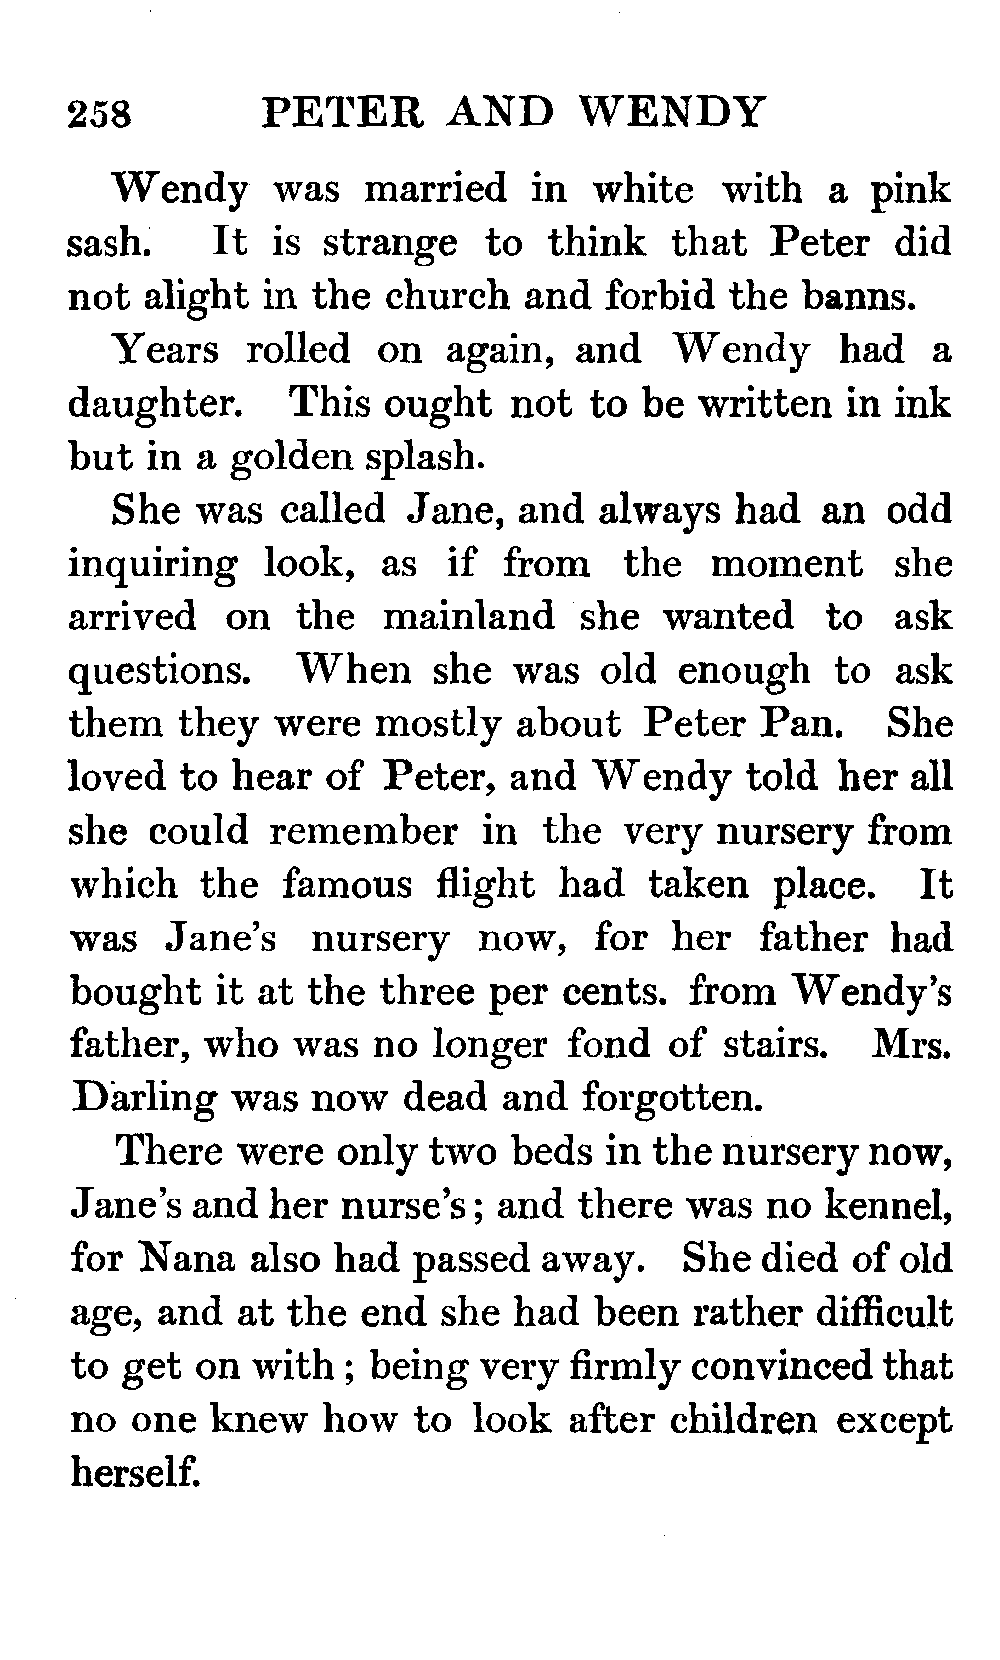 258 PETER AND WENDY
Wendy was married in white with a pink
sash. It is strange to think that Peter did
not alight in the church and forbid the banns.
Years rolled on again, and Wendy had a
daughter. This ought not to be written in ink
but in a golden splash.
She was called Jane, and always had an odd
inquiring look, as if from the moment she
arrived on the mainland she wanted to ask
questions. When she was old enough to ask
them they were mostly about Peter Pan. She
loved to hear of Peter, and Wendy told her all
she could remember in the very nursery from
which the famous flight had taken place. It
was Jane's nursery now, for her father had
bought it at the three per cents. from Wendy's
father, who was no longer fond of stairs. Mrs.
Darling was now dead and forgotten.
There were only two beds in the nursery now,
Jane's and her nurse's; and there was no kennel,
for Nana also had passed away. She died of old
age, and at the end she had been rather difficult
to get on with; being very firmly convinced that
no one knew how to look after children except
herself.